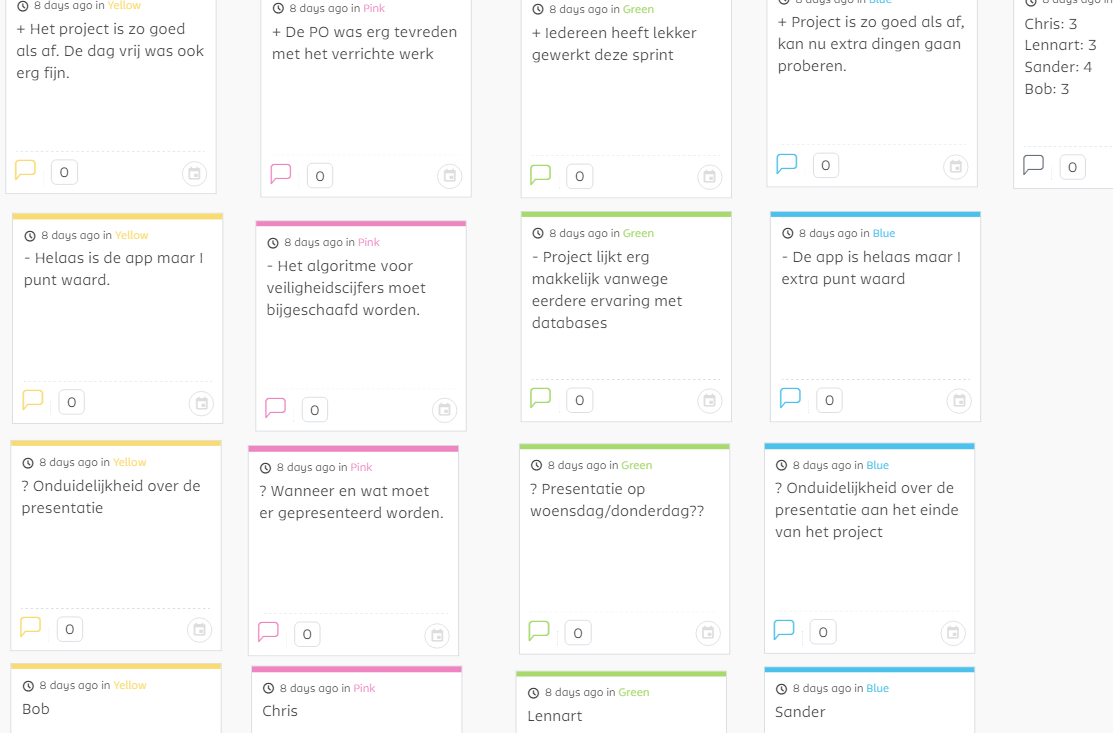 8 days ago in Yellow
+ Het project is zo goed
als af. De dag vrij was ook
erg fijn.
0
8 days ago in Pink
+ De PO was erg tevreden
met het verrichte werk
0
8 days ago in Green
+ Iedereen heeft lekker
gewerkt deze sprint
0
8 days ago in Blue
+ Project is zo goed als af,
kan nu extra dingen gaan
proberen.
0
Chris: 3
Lennart: 3
Sander: 4
Bob: 3
0
8 days ago in Yellow
- Helaas is de app maar 1
punt waard.
0
8 days ago in Pink
- Het algoritme voor
veiligheidscijfers moet
bijgeschaafd worden.
0
8 days ago in Green
- Project lijkt erg
makkelijk vanwege
eerdere ervaring met
databases
0
8 days ago in Blue
- De app is helaas maar 1
extra punt waard
0
8 days ago in Yellow
? Onduidelijkheid over de
presentatie
0
8 days ago in Pink
? Wanneer en wat moet
er gepresenteerd worden.
0
8 days ago in Green
? Presentatie op
woensdag/donderdag??
0
8 days ago in Blue
? Onduidelijkheid over de
presentatie aan het einde
van het project
0
8 days ago in Yellow
Bob
8 days ago in Pink
Chris
8 days ago in Green
Lennart
8 days ago in Blue
Sander